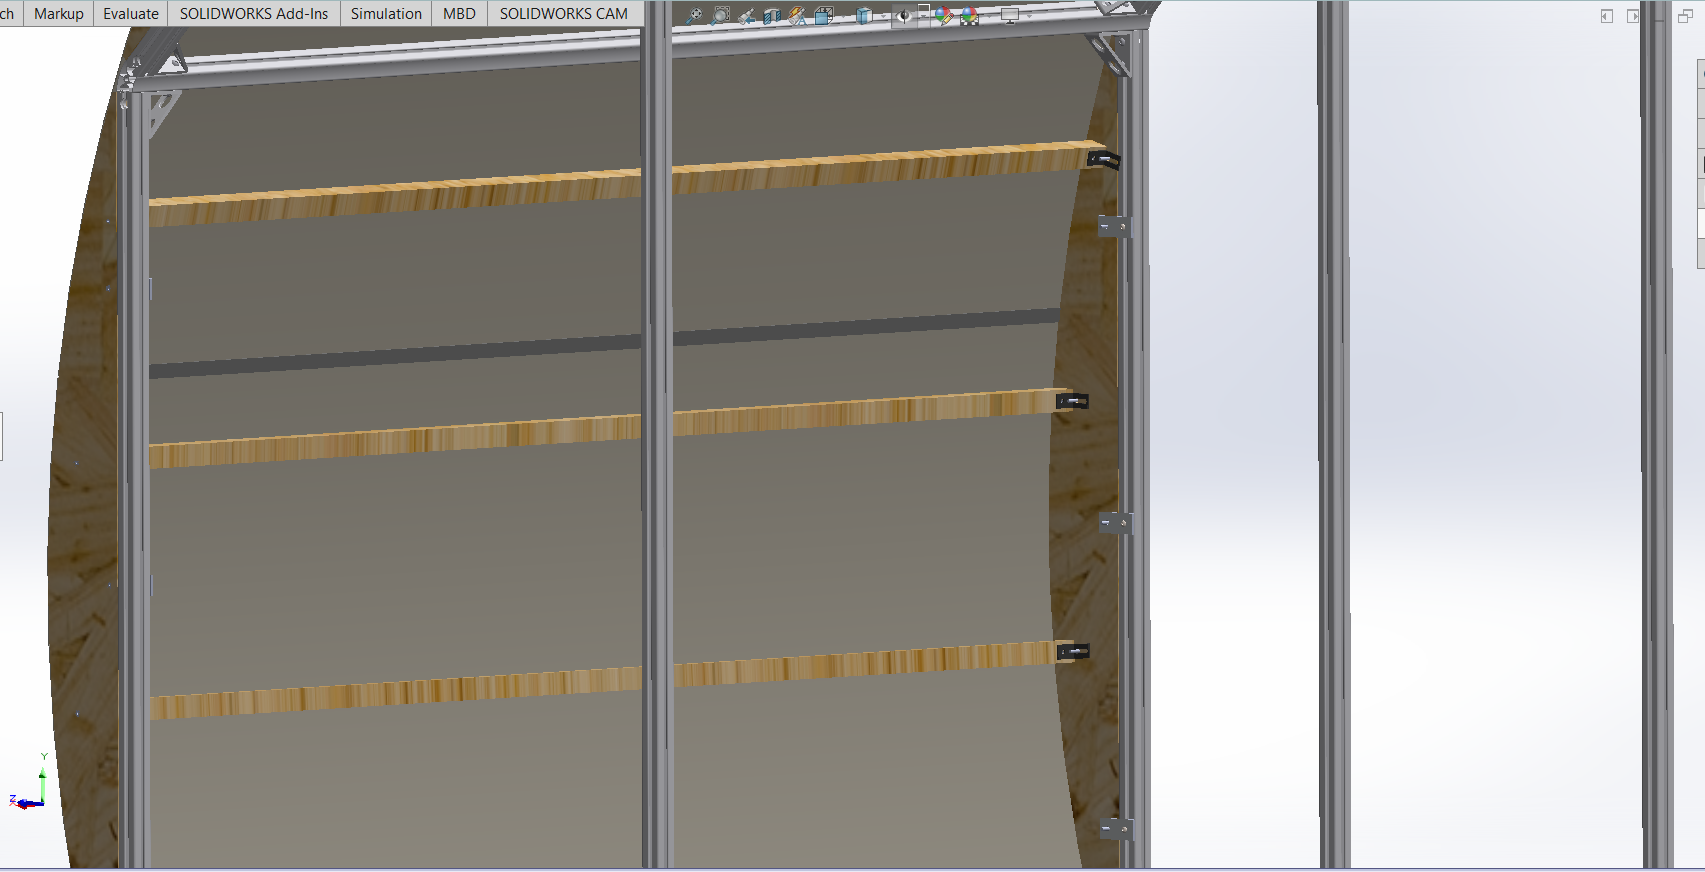 ch Markup Evaluate SOLIDWORKS Add-Ins Simulation MBD SOLIDWORKS CAM
Y
Z